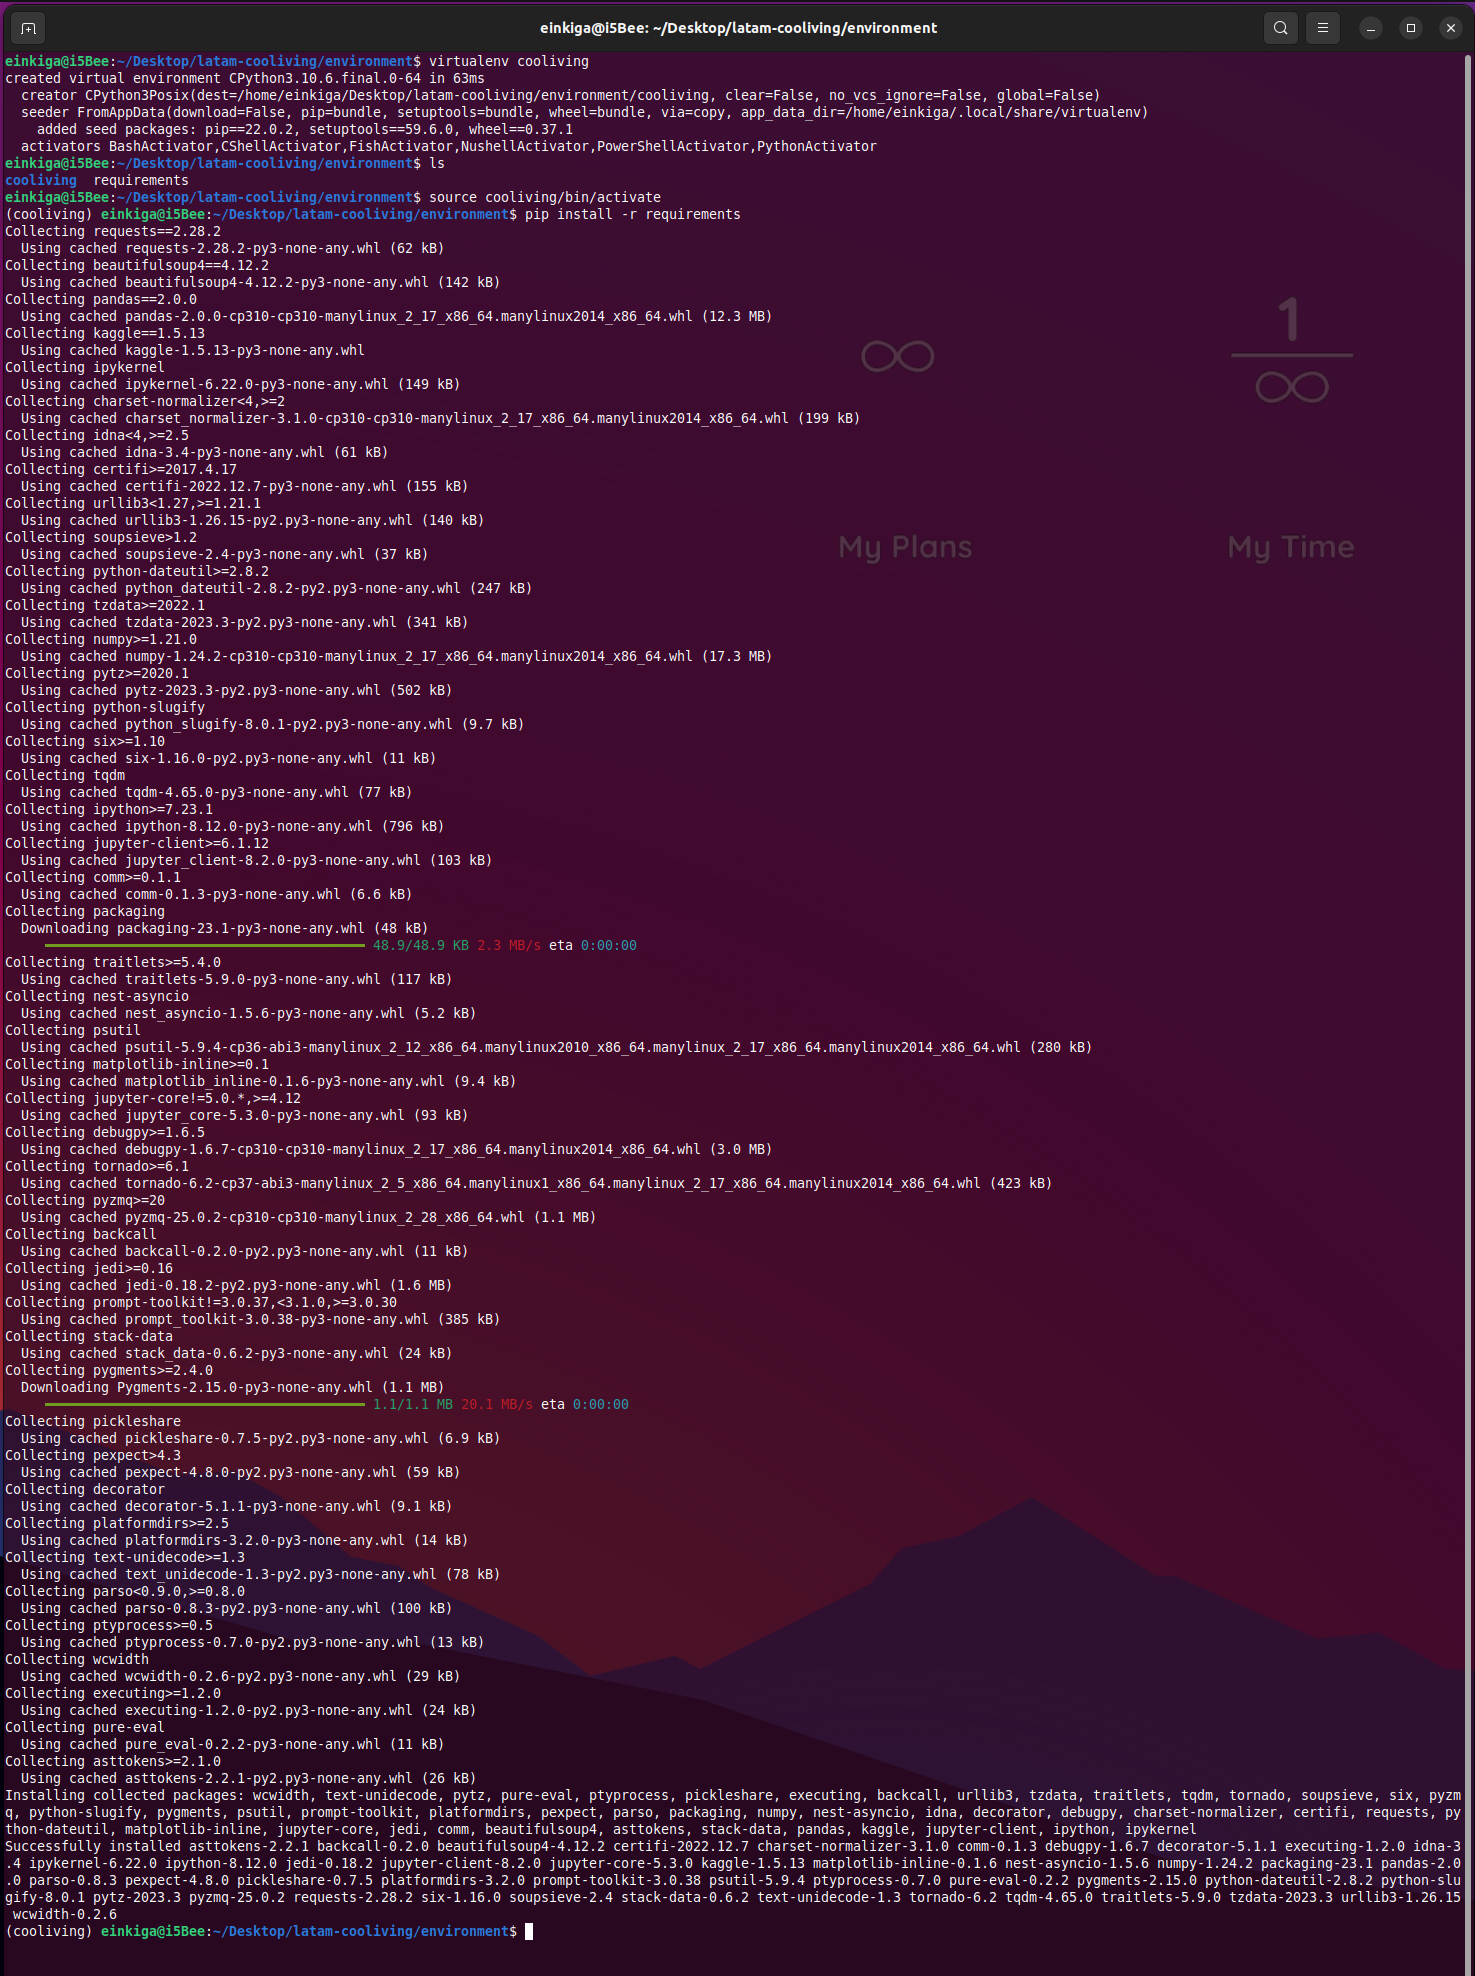 einkiga@i5Bee: ~/Desktop/latam-cooliving/environment
einkiga@i5Bee:~/Desktop/latam-cooliving/environment$ virtualenv cooliving
created virtual environment CPython3.10.6.final.0-64 in 63ms
  creator CPython3Posix(dest=/home/einkiga/Desktop/latam-cooliving/environment/cooliving, clear=False, no_vcs_ignore=False, global=False)
  seeder FromAppData(download=False, pip=bundle, setuptools=bundle, wheel=bundle, via=copy, app_data_dir=/home/einkiga/.local/share/virtualenv)
    added seed packages: pip==22.0.2, setuptools==59.6.0, wheel==0.37.1
  activators BashActivator,CShellActivator,FishActivator,NushellActivator,PowerShellActivator,PythonActivator
einkiga@i5Bee:~/Desktop/latam-cooliving/environment$ ls
cooliving  requirements
einkiga@i5Bee:~/Desktop/latam-cooliving/environment$ source cooliving/bin/activate
(cooliving) einkiga@i5Bee:~/Desktop/latam-cooliving/environment$ pip install -r requirements
Collecting requests==2.28.2
  Using cached requests-2.28.2-py3-none-any.whl (62 kB)
Collecting beautifulsoup4==4.12.2
  Using cached beautifulsoup4-4.12.2-py3-none-any.whl (142 kB)
Collecting pandas==2.0.0
  Using cached pandas-2.0.0-cp310-cp310-manylinux_2_17_x86_64.manylinux2014_x86_64.whl (12.3 MB)
Collecting kaggle==1.5.13
  Using cached kaggle-1.5.13-py3-none-any.whl
Collecting ipykernel
  Using cached ipykernel-6.22.0-py3-none-any.whl (149 kB)
Collecting charset-normalizer<4,>=2
  Using cached charset_normalizer-3.1.0-cp310-cp310-manylinux_2_17_x86_64.manylinux2014_x86_64.whl (199 kB)
Collecting idna<4,>=2.5
  Using cached idna-3.4-py3-none-any.whl (61 kB)
Collecting certifi>=2017.4.17
  Using cached certifi-2022.12.7-py3-none-any.whl (155 kB)
Collecting urllib3<1.27,>=1.21.1
  Using cached urllib3-1.26.15-py2.py3-none-any.whl (140 kB)
Collecting soupsieve>1.2
  Using cached soupsieve-2.4-py3-none-any.whl (37 kB)
Collecting python-dateutil>=2.8.2
  Using cached python_dateutil-2.8.2-py2.py3-none-any.whl (247 kB)
Collecting tzdata>=2022.1
  Using cached tzdata-2023.3-py2.py3-none-any.whl (341 kB)
Collecting numpy>=1.21.0
  Using cached numpy-1.24.2-cp310-cp310-manylinux_2_17_x86_64.manylinux2014_x86_64.whl (17.3 MB)
Collecting pytz>=2020.1
  Using cached pytz-2023.3-py2.py3-none-any.whl (502 kB)
Collecting python-slugify
  Using cached python_slugify-8.0.1-py2.py3-none-any.whl (9.7 kB)
Collecting six>=1.10
  Using cached six-1.16.0-py2.py3-none-any.whl (11 kB)
Collecting tqdm
  Using cached tqdm-4.65.0-py3-none-any.whl (77 kB)
Collecting ipython>=7.23.1
  Using cached ipython-8.12.0-py3-none-any.whl (796 kB)
Collecting jupyter-client>=6.1.12
  Using cached jupyter_client-8.2.0-py3-none-any.whl (103 kB)
Collecting comm>=0.1.1
  Using cached comm-0.1.3-py3-none-any.whl (6.6 kB)
Collecting packaging
  Downloading packaging-23.1-py3-none-any.whl (48 kB)
48.9/48.9 KB 2.3 MB/s eta 0:00:00
Collecting traitlets>=5.4.0
  Using cached traitlets-5.9.0-py3-none-any.whl (117 kB)
Collecting nest-asyncio
  Using cached nest_asyncio-1.5.6-py3-none-any.whl (5.2 kB)
Collecting psutil
  Using cached psutil-5.9.4-cp36-abi3-manylinux_2_12_x86_64.manylinux2010_x86_64.manylinux_2_17_x86_64.manylinux2014_x86_64.whl (280 kB)
Collecting matplotlib-inline>=0.1
  Using cached matplotlib_inline-0.1.6-py3-none-any.whl (9.4 kB)
Collecting jupyter-core!=5.0.*,>=4.12
  Using cached jupyter_core-5.3.0-py3-none-any.whl (93 kB)
Collecting debugpy>=1.6.5
  Using cached debugpy-1.6.7-cp310-cp310-manylinux_2_17_x86_64.manylinux2014_x86_64.whl (3.0 MB)
Collecting tornado>=6.1
  Using cached tornado-6.2-cp37-abi3-manylinux_2_5_x86_64.manylinux1_x86_64.manylinux_2_17_x86_64.manylinux2014_x86_64.whl (423 kB)
Collecting pyzmq>=20
  Using cached pyzmq-25.0.2-cp310-cp310-manylinux_2_28_x86_64.whl (1.1 MB)
Collecting backcall
  Using cached backcall-0.2.0-py2.py3-none-any.whl (11 kB)
Collecting jedi>=0.16
  Using cached jedi-0.18.2-py2.py3-none-any.whl (1.6 MB)
Collecting prompt-toolkit!=3.0.37,<3.1.0,>=3.0.30
  Using cached prompt_toolkit-3.0.38-py3-none-any.whl (385 kB)
Collecting stack-data
  Using cached stack_data-0.6.2-py3-none-any.whl (24 kB)
Collecting pygments>=2.4.0
  Downloading Pygments-2.15.0-py3-none-any.whl (1.1 MB)
1.1/1.1 MB 20.1 MB/s eta 0:00:00
Collecting pickleshare
  Using cached pickleshare-0.7.5-py2.py3-none-any.whl (6.9 kB)
Collecting pexpect>4.3
  Using cached pexpect-4.8.0-py2.py3-none-any.whl (59 kB)
Collecting decorator
  Using cached decorator-5.1.1-py3-none-any.whl (9.1 kB)
Collecting platformdirs>=2.5
  Using cached platformdirs-3.2.0-py3-none-any.whl (14 kB)
Collecting text-unidecode>=1.3
  Using cached text_unidecode-1.3-py2.py3-none-any.whl (78 kB)
Collecting parso<0.9.0,>=0.8.0
  Using cached parso-0.8.3-py2.py3-none-any.whl (100 kB)
Collecting ptyprocess>=0.5
  Using cached ptyprocess-0.7.0-py2.py3-none-any.whl (13 kB)
Collecting wcwidth
  Using cached wcwidth-0.2.6-py2.py3-none-any.whl (29 kB)
Collecting executing>=1.2.0
  Using cached executing-1.2.0-py2.py3-none-any.whl (24 kB)
Collecting pure-eval
  Using cached pure_eval-0.2.2-py3-none-any.whl (11 kB)
Collecting asttokens>=2.1.0
  Using cached asttokens-2.2.1-py2.py3-none-any.whl (26 kB)
Installing collected packages: wcwidth, text-unidecode, pytz, pure-eval, ptyprocess, pickleshare, executing, backcall, urllib3, tzdata, traitlets, tqdm, tornado, soupsieve, six, pyzm
q, python-slugify, pygments, psutil, prompt-toolkit, platformdirs, pexpect, parso, packaging, numpy, nest-asyncio, idna, decorator, debugpy, charset-normalizer, certifi, requests, py
thon-dateutil, matplotlib-inline, jupyter-core, jedi, comm, beautifulsoup4, asttokens, stack-data, pandas, kaggle, jupyter-client, ipython, ipykernel
Successfully installed asttokens-2.2.1 backcall-0.2.0 beautifulsoup4-4.12.2 certifi-2022.12.7 charset-normalizer-3.1.0 comm-0.1.3 debugpy-1.6.7 decorator-5.1.1 executing-1.2.0 idna-3
.4 ipykernel-6.22.0 ipython-8.12.0 jedi-0.18.2 jupyter-client-8.2.0 jupyter-core-5.3.0 kaggle-1.5.13 matplotlib-inline-0.1.6 nest-asyncio-1.5.6 numpy-1.24.2 packaging-23.1 pandas-2.0
.0 parso-0.8.3 pexpect-4.8.0 pickleshare-0.7.5 platformdirs-3.2.0 prompt-toolkit-3.0.38 psutil-5.9.4 ptyprocess-0.7.0 pure-eval-0.2.2 pygments-2.15.0 python-dateutil-2.8.2 python-slu
gify-8.0.1 pytz-2023.3 pyzmq-25.0.2 requests-2.28.2 six-1.16.0 soupsieve-2.4 stack-data-0.6.2 text-unidecode-1.3 tornado-6.2 tqdm-4.65.0 traitlets-5.9.0 tzdata-2023.3 urllib3-1.26.15
 wcwidth-0.2.6
(cooliving) einkiga@i5Bee:~/Desktop/latam-cooliving/environment$
∞
1
∞
My Plans
My Time